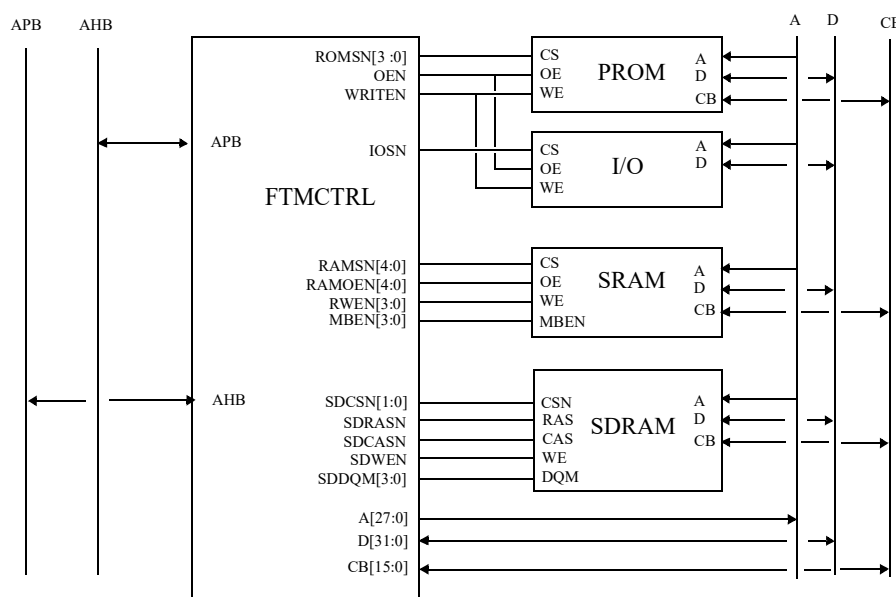 APB AHB A D CB
ROMSN[3 :0] CS A
OEN OE PROM D
WRITEN WE CB
APB IOSN CS A
OE I/O D
WE
FTMCTRL
RAMSN[4:0] CS A
RAMOEN[4:0] OE SRAM D
RWEN[3:0] WE CB
MBEN[3:0] MBEN
AHB SDCSN[1:0] CSN A
SDRASN RAS SDRAM D
SDCASN CAS CB
SDWEN WE
SDDQM[3:0] DQM
A[27:0]
D[31:0]
CB[15:0]